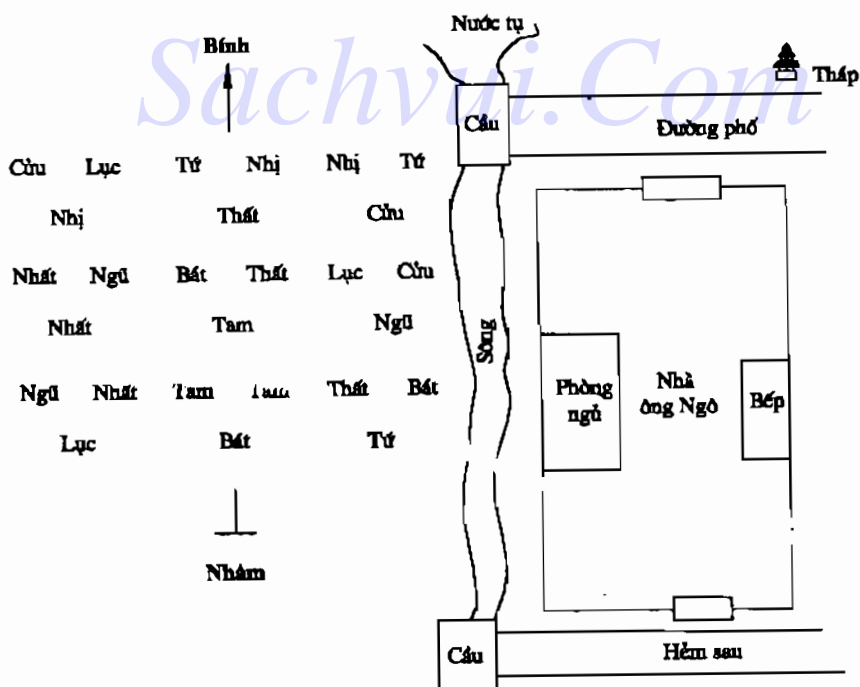 Sachvui.Com
Nước tụ
Bính
Tháp
Cầu
Đường phố
Cửu Lục Tứ Nhị Nhị Tứ
Nhị Thất Cửu
Nhất Ngũ Bát Thất Lục Cửu
Nhất Tam Ngũ
Sông
Ngũ Nhất Tam Tam Thất Bát
Lục Bát Tứ
Phòng
ngủ
Nhà
ông Ngô
Bếp
Nhâm
Cầu
Hẻm sau